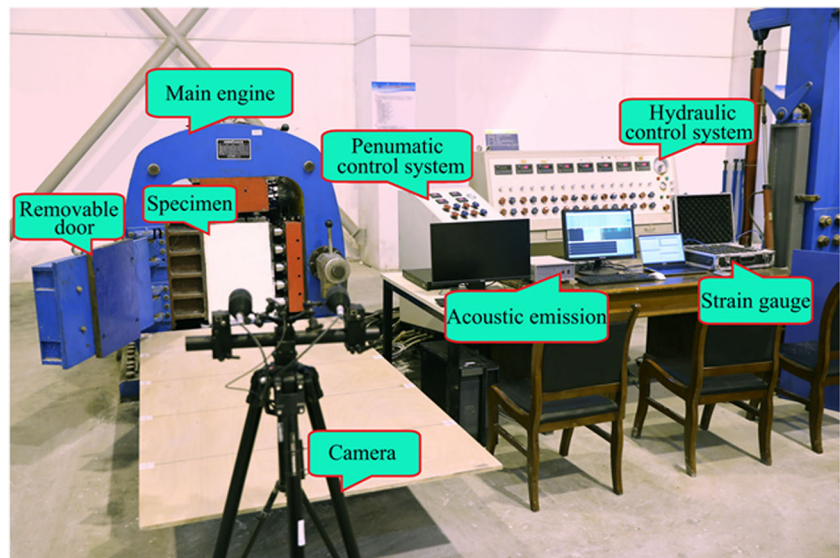 Main engine
Hydraulic
control system
Penumatic
control system
Removable
door
Specimen
Acoustic emission
Strain gauge
Camera